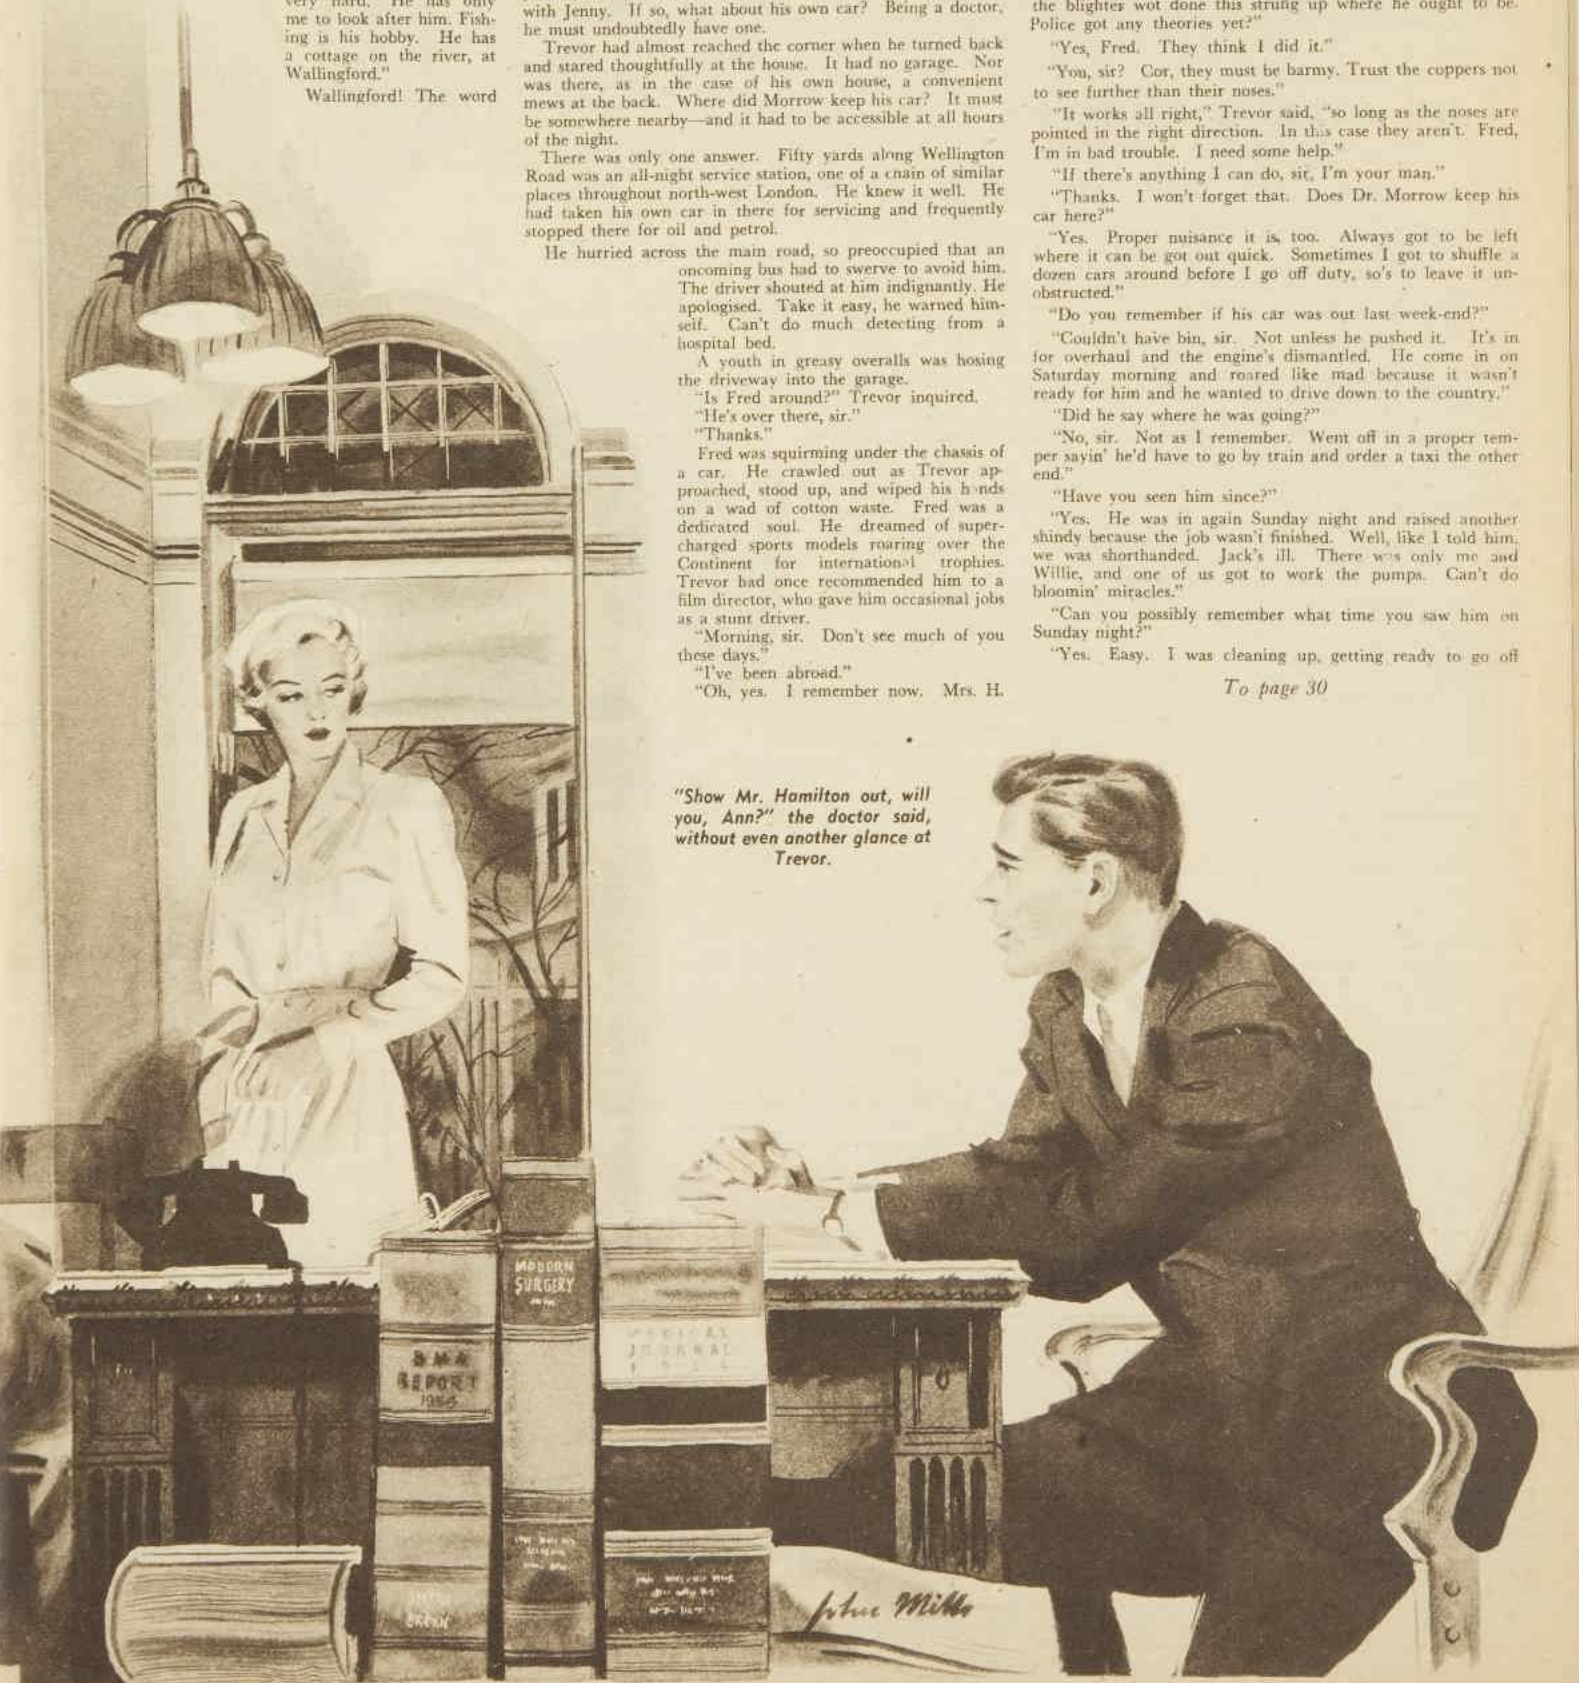 very hard. He has only
me to look after him. Fish-
ing is his hobby. He has
a cottage on the river, at
Wallingford."
Wallingford! The word
with Jenny. If so, what about his own car? Being a doctor,
he must undoubtedly have one.
Trevor had almost reached the corner when he turned back
and stared thoughtfully at the house. It had no garage. Nor
was there, as in the case of his own house, a convenient
mews at the back. Where did Morrow keep his car? It must
be somewhere nearby—and it had to be accessible at all hours
of the night.
There was only one answer. Fifty yards along Wellington
Road was an all-night service station, one of a chain of similar
places throughout north-west London. He knew it well. He
had taken his own car in there for servicing and frequently
stopped there for oil and petrol.
He hurried across the main road, so preoccupied that an
oncoming bus had to swerve to avoid him.
The driver shouted at him indignantly. He
apologised. Take it easy, he warned him-
self. Can't do much detecting from a
hospital bed.
A youth in greasy overalls was hosing
the driveway into the garage.
"Is Fred around?" Trevor inquired.
"He's over there, sir."
"Thanks."
Fred was squirming under the chassis of
a car. He crawled out as Trevor ap-
proached, stood up, and wiped his hands
on a wad of cotton waste. Fred was a
dedicated soul. He dreamed of super-
charged sports models roaring over the
Continent for international trophies.
Trevor had once recommended him to a
film director, who gave him occasional jobs
as a stunt driver.
"Morning, sir. Don't see much of you
these days."
"I've been abroad."
"Oh, yes. I remember now. Mrs. H.
the blighter wot done this strung up where he ought to be.
Police got any theories yet?"
"Yes, Fred. They think I did it."
"You, sir? Cor, they must be barmy. Trust the coppers not
to see further than their noses."
"It works all right," Trevor said, "so long as the noses are
pointed in the right direction. In this case they aren't. Fred,
I'm in bad trouble. I need some help."
"If there's anything I can do, sir, I'm your man."
"Thanks. I won't forget that. Does Dr. Morrow keep his
car here?"
"Yes. Proper nuisance it is, too. Always got to be left
where it can be got out quick. Sometimes I got to shuffle a
dozen cars around before I go off duty, so's to leave it un-
obstructed."
"Do you remember if his car was out last week-end?"
"Couldn't have bin, sir. Not unless he pushed it. It's in
for overhaul and the engine's dismantled. He come in on
Saturday morning and roared like mad because it wasn't
ready for him and he wanted to drive down to the country."
"Did he say where he was going?"
"No, sir. Not as I remember. Went off in a proper tem-
per sayin' he'd have to go by train and order a taxi the other
end."
"Have you seen him since?"
"Yes. He was in again Sunday night and raised another
shindy because the job wasn't finished. Well, like I told him,
we was shorthanded. Jack's ill. There was only me and
Willie, and one of us got to work the pumps. Can't do
bloomin' miracles."
"Can you possibly remember what time you saw him on
Sunday night?"
"Yes. Easy. I was cleaning up, getting ready to go off
To page 30
"Show Mr. Hamilton out, will
you, Ann?" the doctor said,
without even another glance at
Trevor.
MODERN
SURGERY
MEDICAL
JOURNAL
BMA
REPORT
1954
John Mills